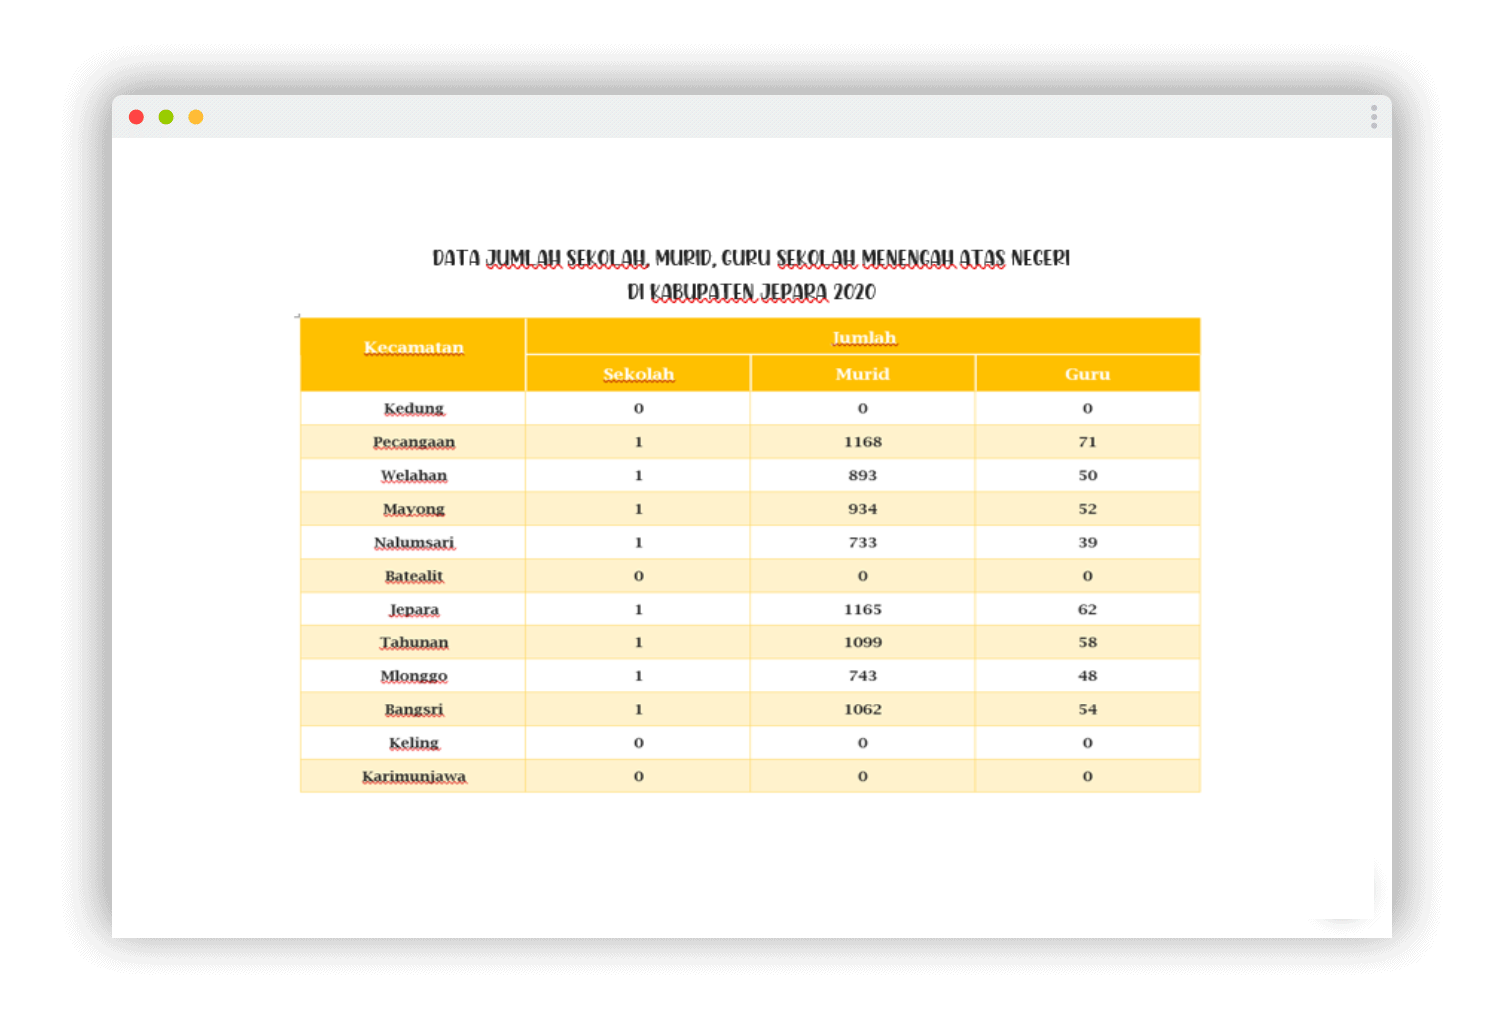 DATA JUMLAH SEKOLAH, MURID, GURU SEKOLAH MENENGAH ATAS NEGERI
DI KABUPATEN JEPARA 2020
Kecamatan Jumlah
Sekolah Murid Guru
Kedung 0 0 0
Pecangaan 1 1168 71
Welahan 1 893 50
Mayong 1 934 52
Nalumsari 1 733 39
Batealit 0 0 0
Jepara 1 1165 62
Tahunan 1 1099 58
Mlonggo 1 743 48
Bangsri 1 1062 54
Keling 0 0 0
Karimunjawa 0 0 0